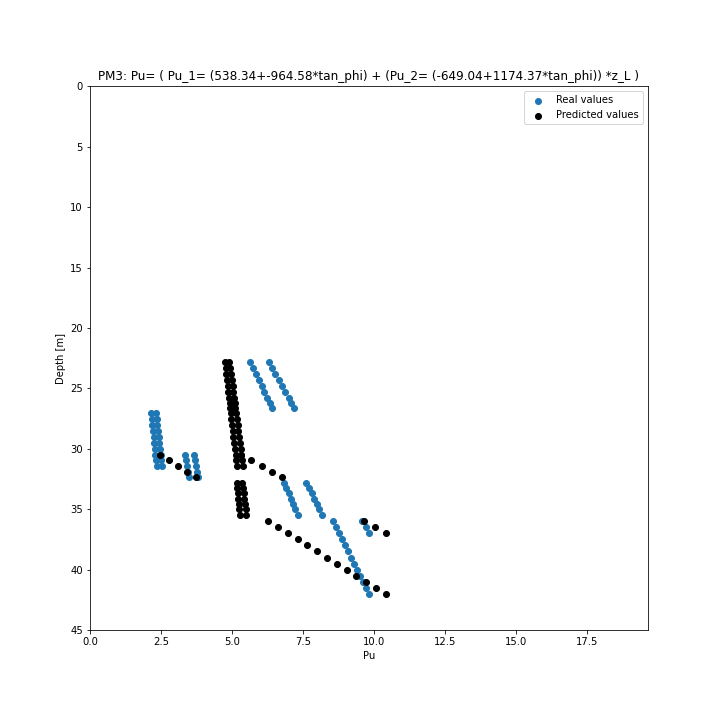 PM3: Pu= ( Pu_1= (538.34+-964.58*tan_phi) + (Pu_2= (-649.04+1174.37*tan_phi)) *z_L )
Real values
Predicted values
0
5
10
15
20
25
30
35
40
45
Depth [m]
0.0 2.5 5.0 7.5 10.0 12.5 15.0 17.5
Pu